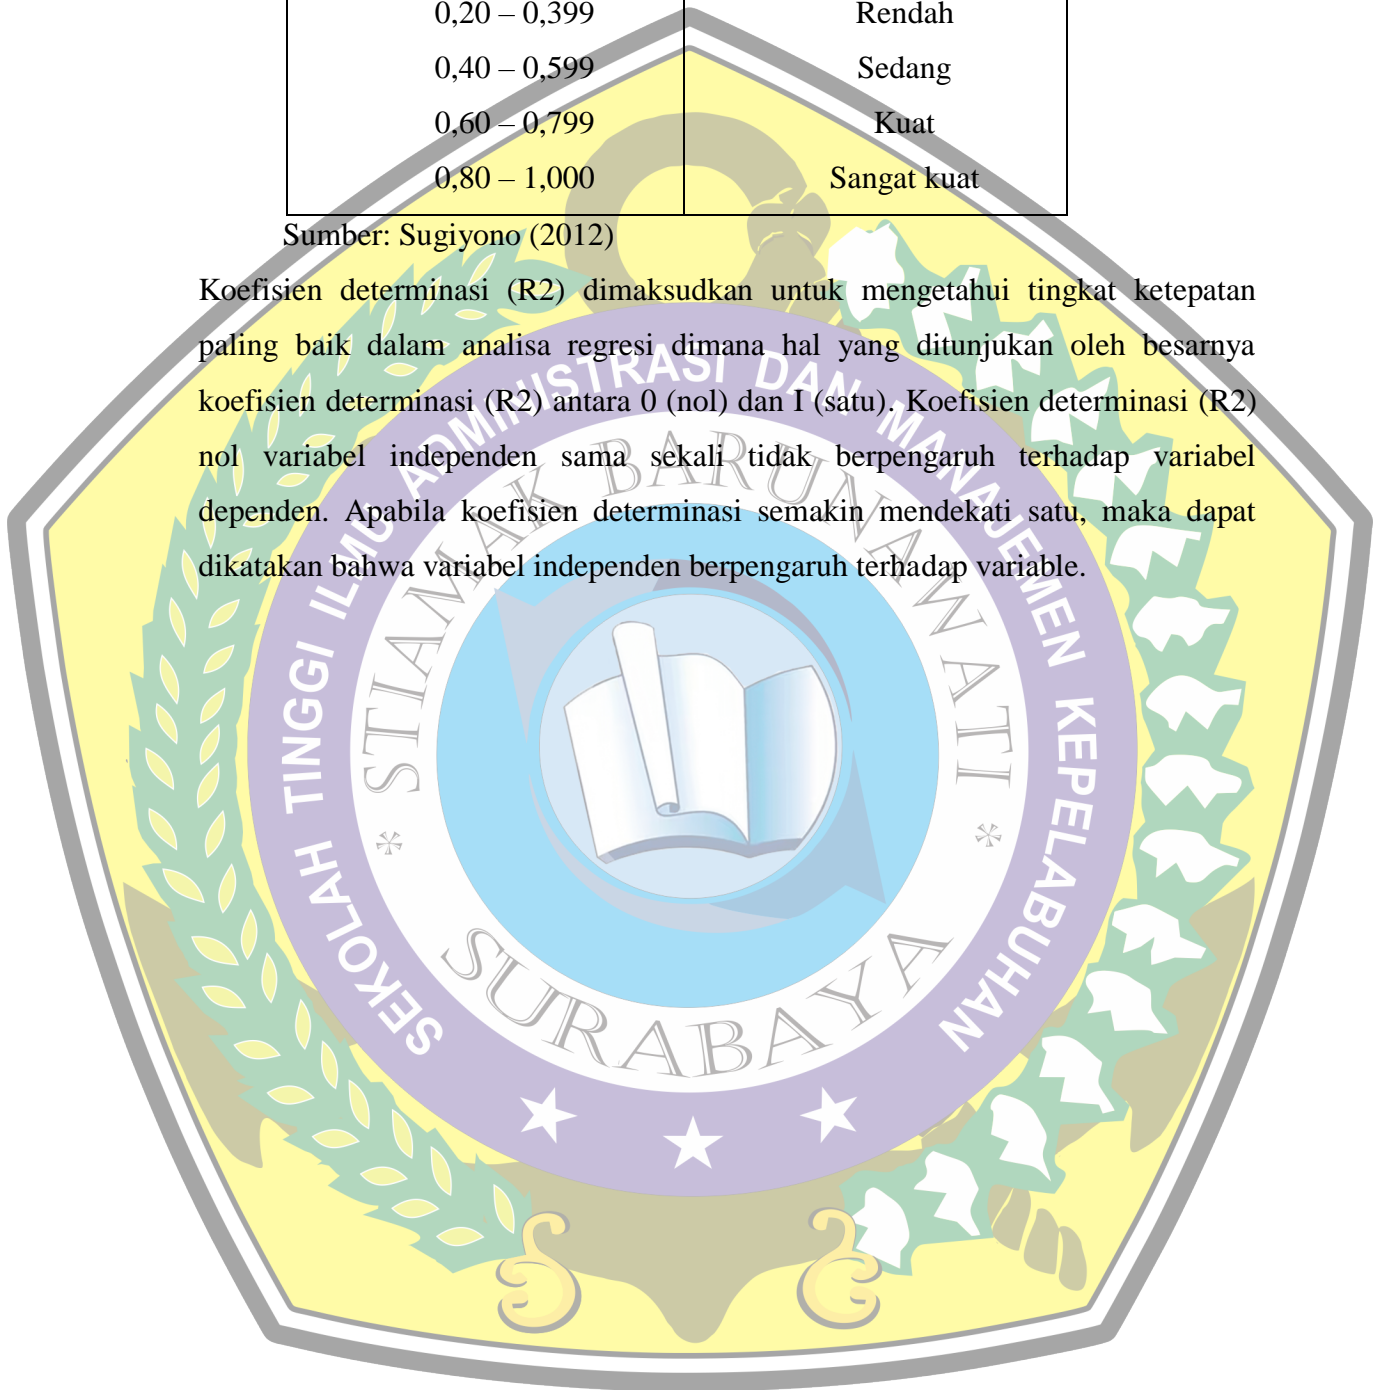 0,20 – 0,399 Rendah
0,40 – 0,599 Sedang
0,60 – 0,799 Kuat
0,80 – 1,000 Sangat kuat
Sumber: Sugiyono (2012)
Koefisien determinasi (R2) dimaksudkan untuk mengetahui tingkat ketepatan
paling baik dalam analisa regresi dimana hal yang ditunjukan oleh besarnya
koefisien determinasi (R2) antara 0 (nol) dan I (satu). Koefisien determinasi (R2)
nol variabel independen sama sekali tidak berpengaruh terhadap variabel
dependen. Apabila koefisien determinasi semakin mendekati satu, maka dapat
dikatakan bahwa variabel independen berpengaruh terhadap variable.
SEKOLAH TINGGI ILMU ADMINISTRASI DAN MANAJEMEN KEPELABUHAN
STIAMAK BARUNAWATI
SURABAYA